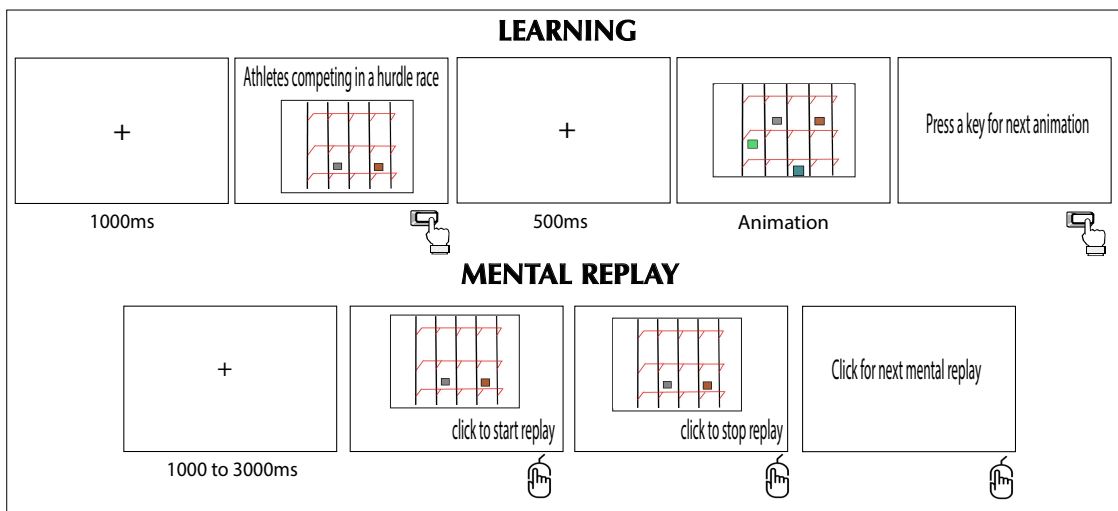 LEARNING
+
Athletes competing in a hurdle race
+
Press a key for next animation
1000ms
500ms
Animation
MENTAL REPLAY
+
click to start replay
click to stop replay
Click for next mental replay
1000 to 3000ms